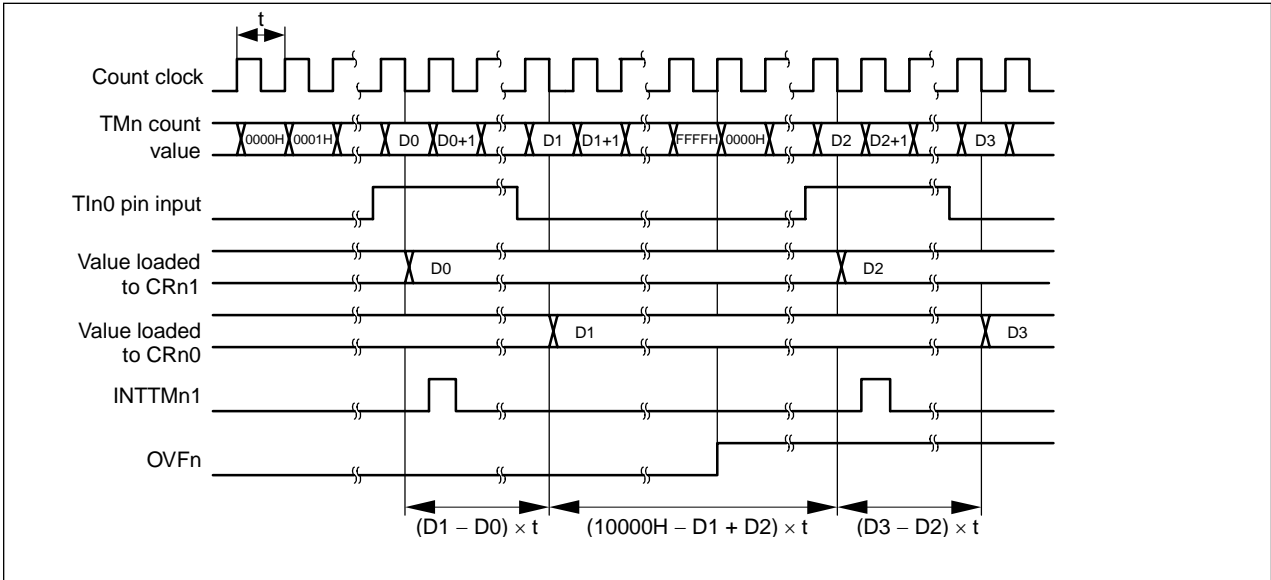 t
Count clock
TMn count
value
0000H 0001H D0 D0+1 D1 D1+1 FFFFH 0000H D2 D2+1 D3
TIn0 pin input
Value loaded
to CRn1
D0 D2
Value loaded
to CRn0
D1 D3
INTTMn1
OVFn
(D1 − D0) × t (10000H − D1 + D2) × t (D3 − D2) × t